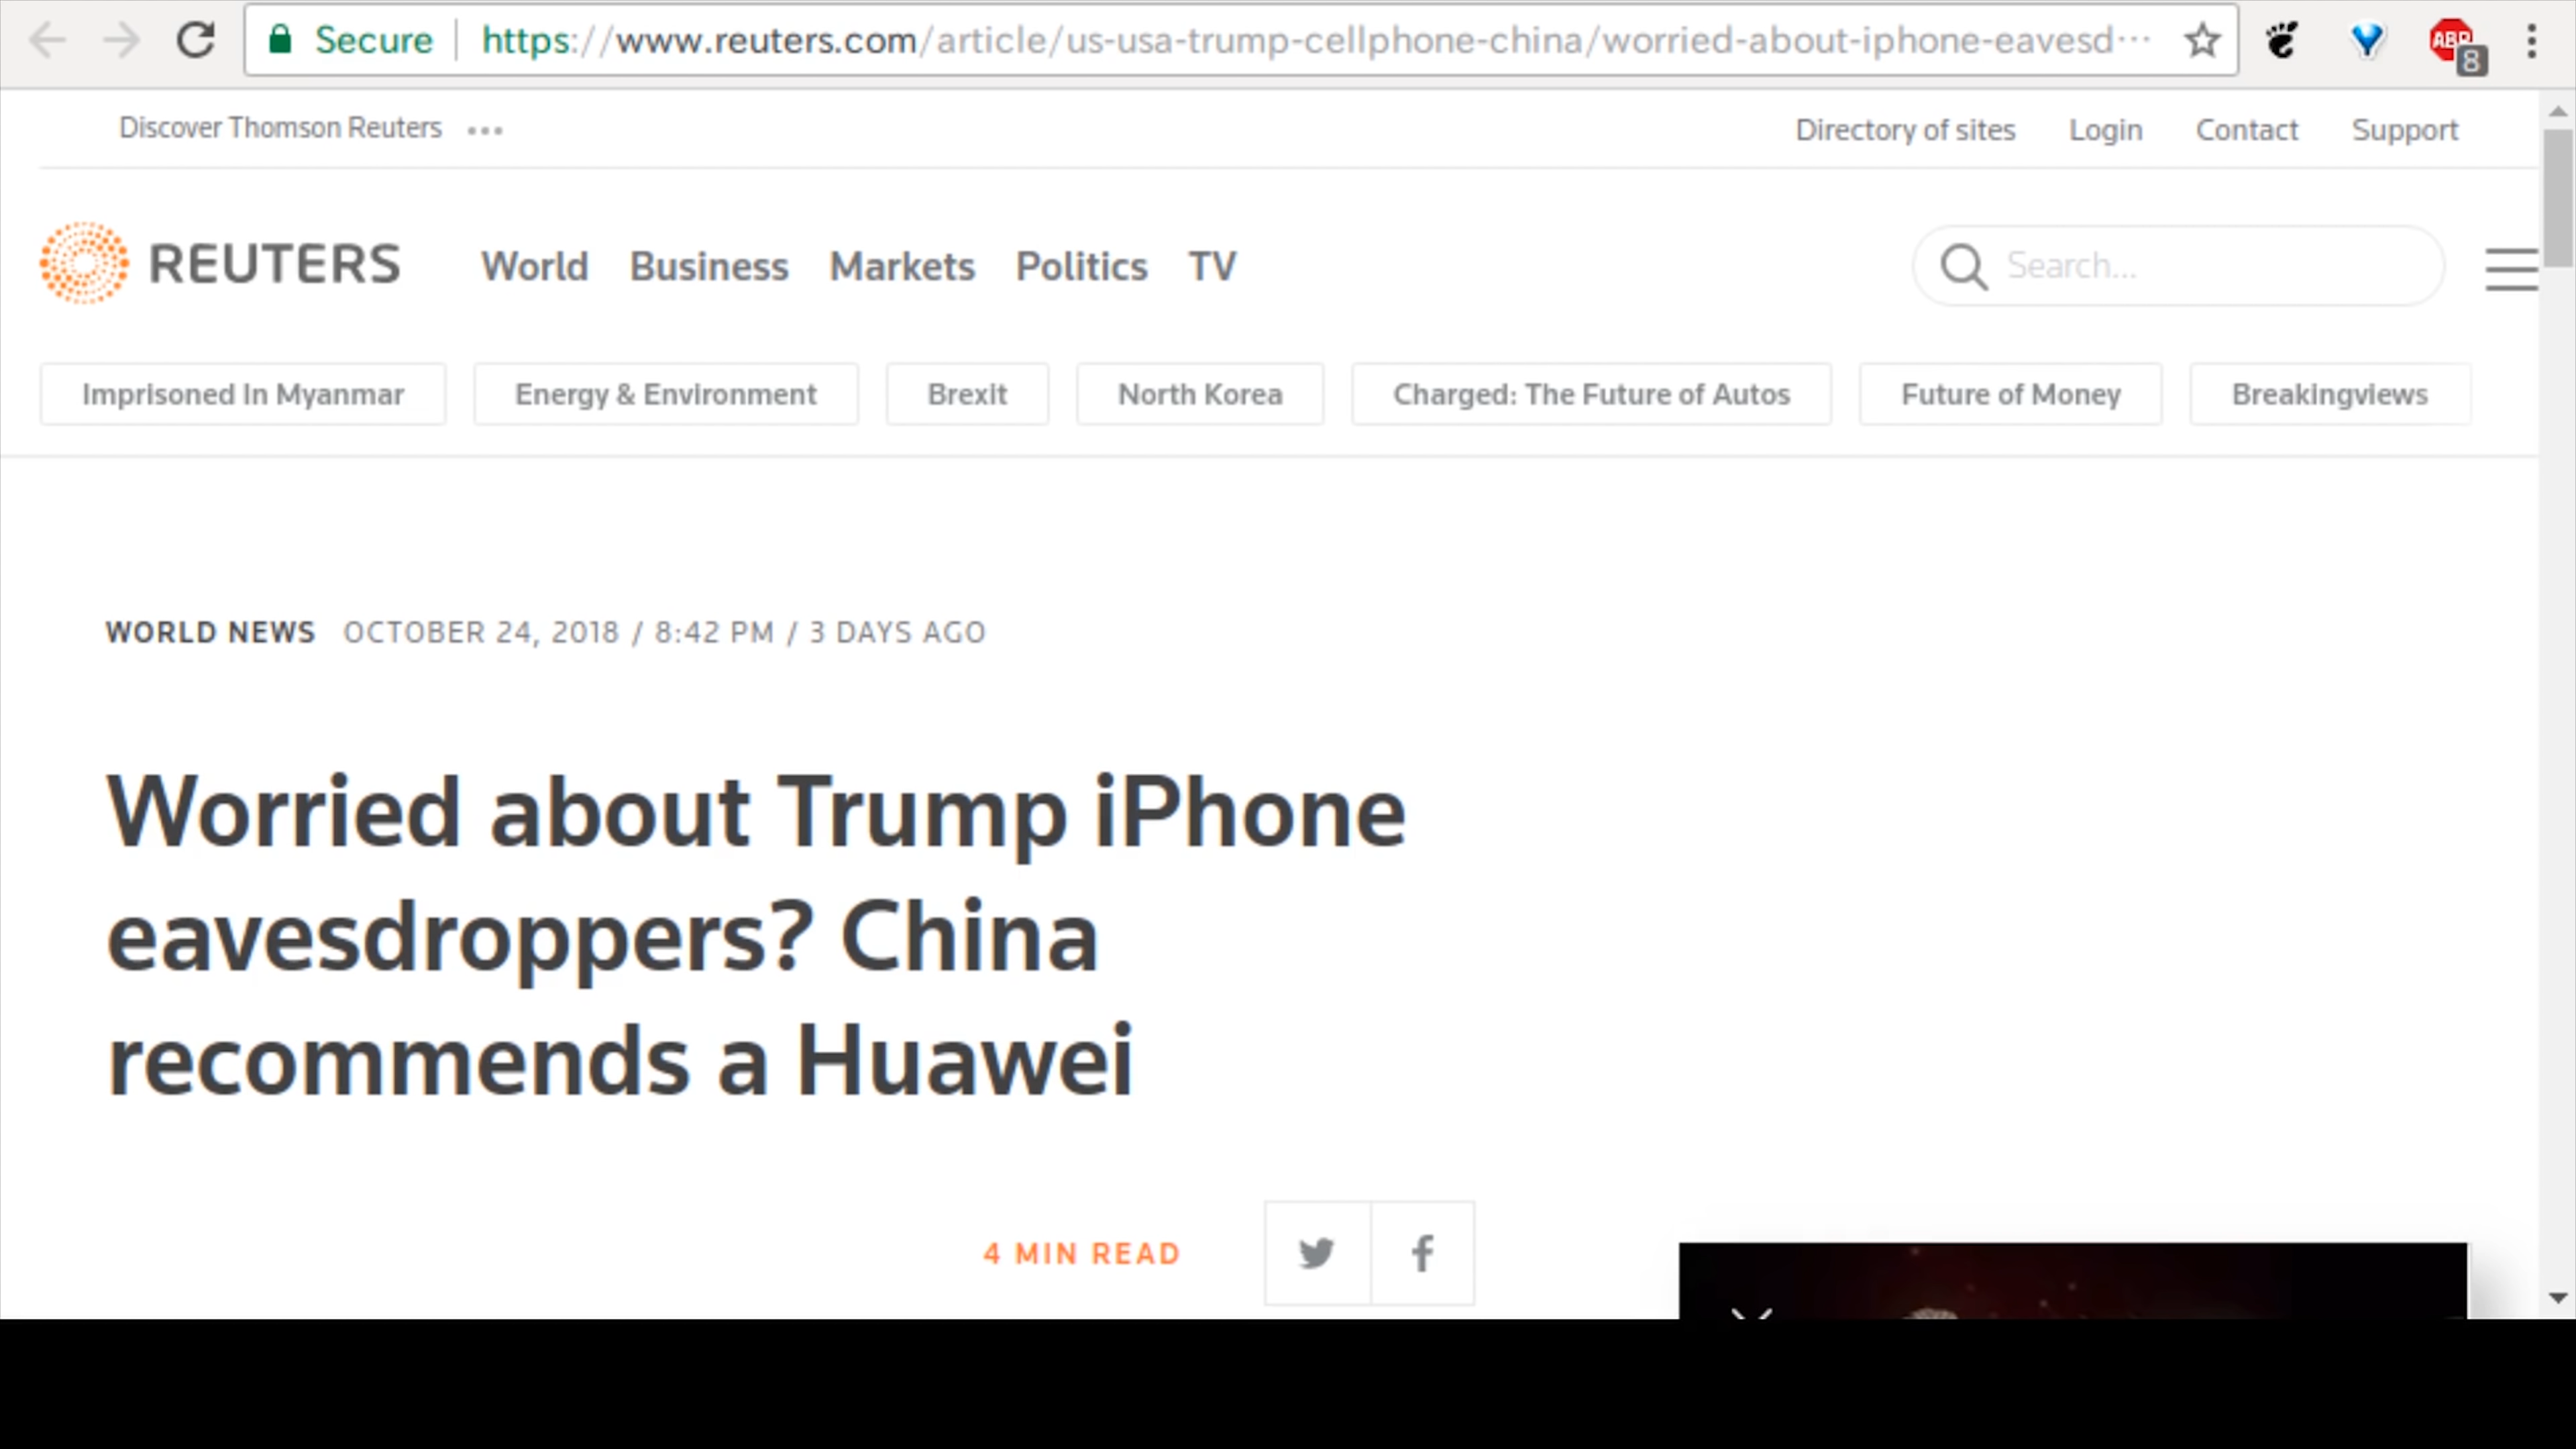 Secure https://www.reuters.com/article/us-usa-trump-cellphone-china/worried-about-iphone-eavesd...
ABP 8
Discover Thomson Reuters ... Directory of sites Login Contact Support
REUTERS World Business Markets Politics TV Search...
Imprisoned In Myanmar Energy & Environment Brexit North Korea Charged: The Future of Autos Future of Money Breakingviews
WORLD NEWS OCTOBER 24, 2018 / 8:42 PM / 3 DAYS AGO
Worried about Trump iPhone
eavesdroppers? China
recommends a Huawei
4 MIN READ